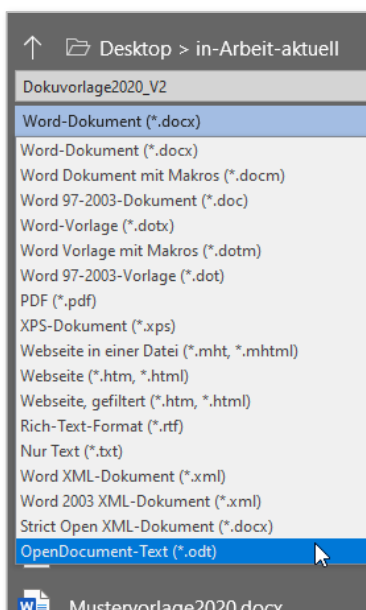 Desktop > in-Arbeit-aktuell
Dokuvorlage2020_V2
Word-Dokument (*.docx)
Word-Dokument (*.docx)
Word Dokument mit Makros (*.docm)
Word 97-2003-Dokument (*.doc)
Word-Vorlage (*.dotx)
Word Vorlage mit Makros (*.dotm)
Word 97-2003-Vorlage (*.dot)
PDF (*.pdf)
XPS-Dokument (*.xps)
Webseite in einer Datei (*.mht, *.mhtml)
Webseite (*.htm, *.html)
Webseite, gefiltert (*.htm, *.html)
Rich-Text-Format (*.rtf)
Nur Text (*.txt)
Word XML-Dokument (*.xml)
Word 2003 XML-Dokument (*.xml)
Strict Open XML-Dokument (*.docx)
OpenDocument-Text (*.odt)
Mustervorlage2020.docx